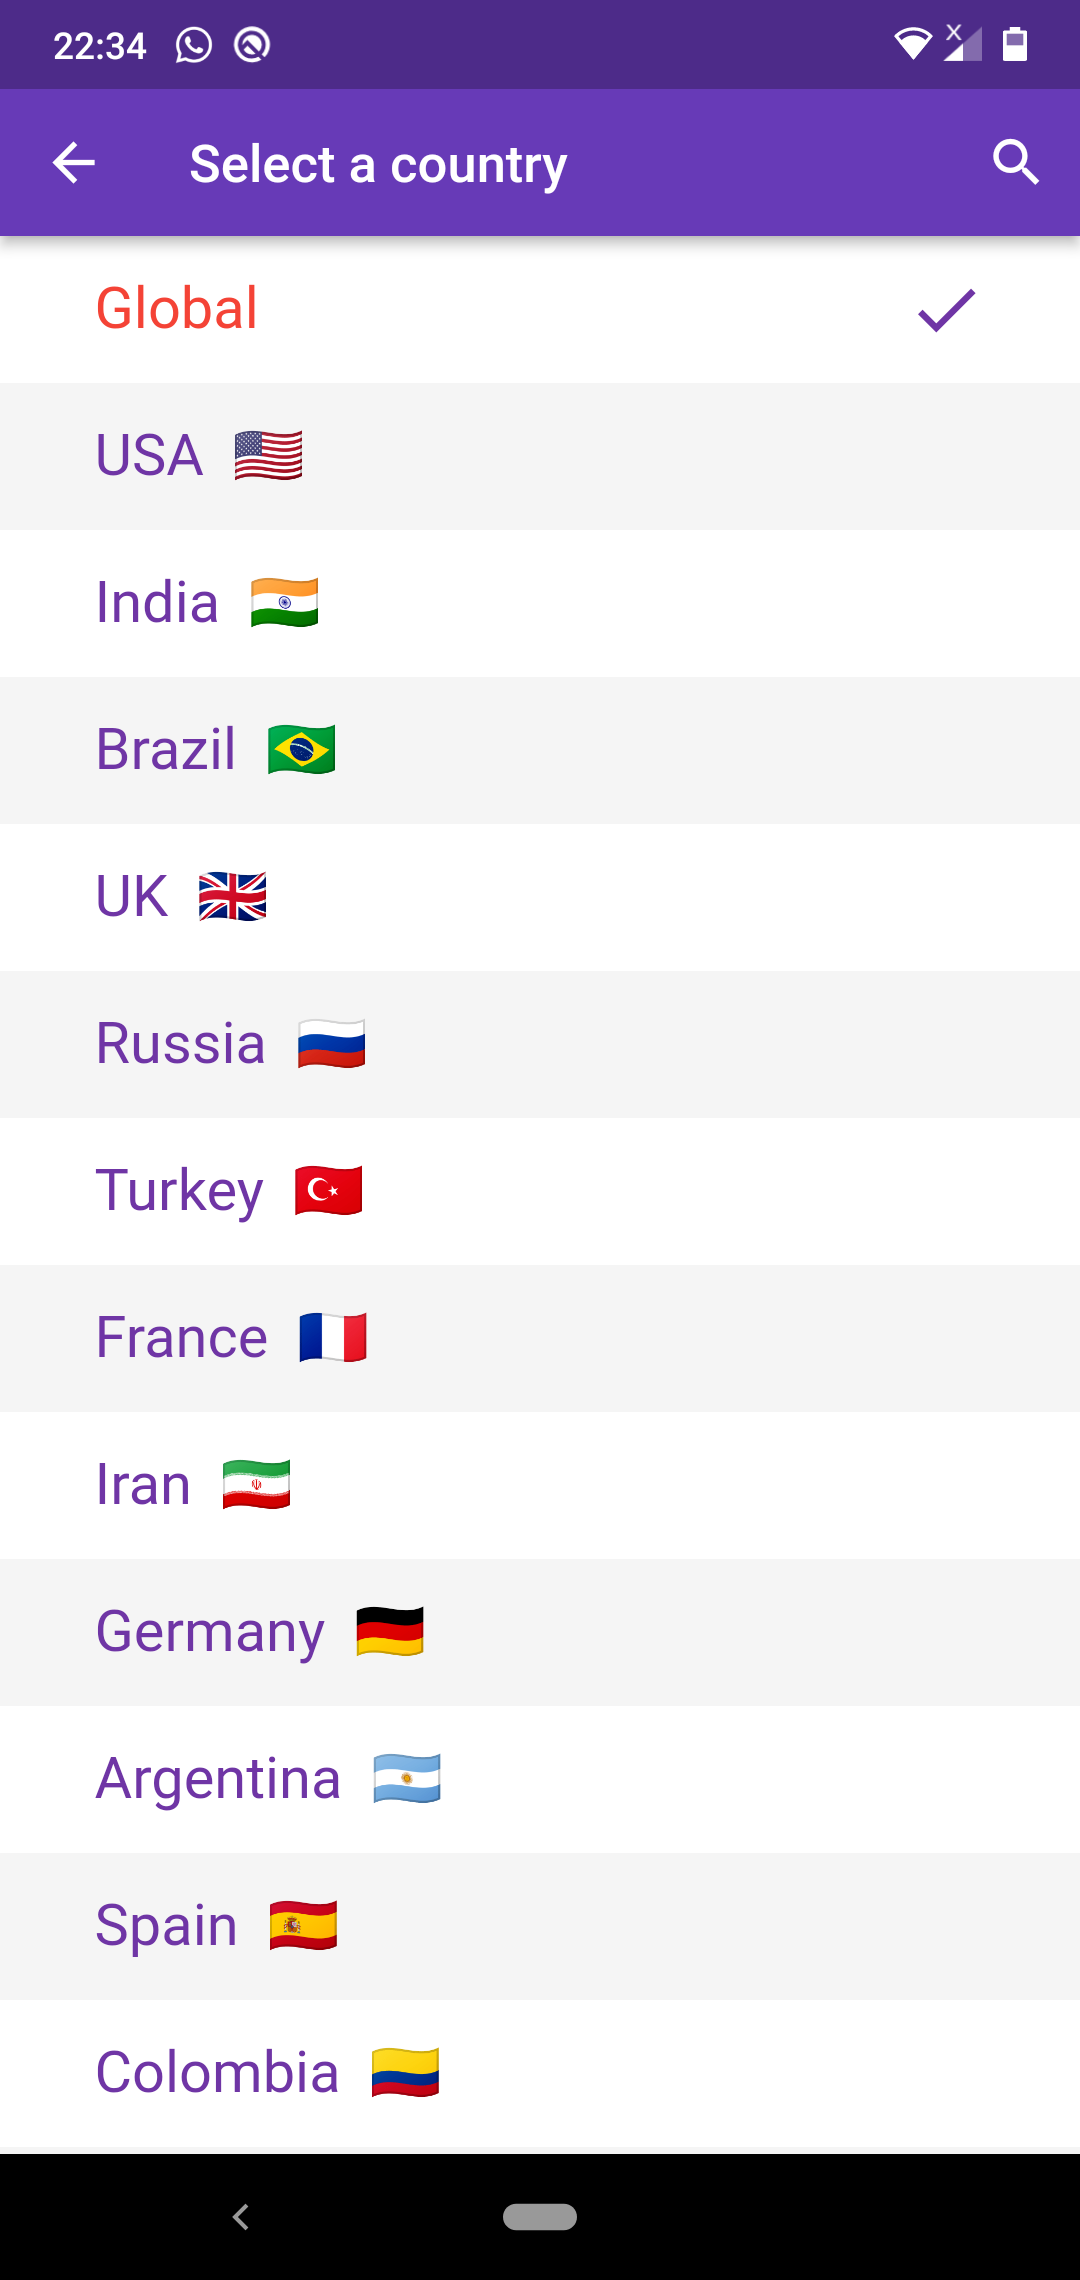 22:34
Select a country
Global
USA
India
Brazil
UK
Russia
Turkey
France
Iran
Germany
Argentina
Spain
Colombia